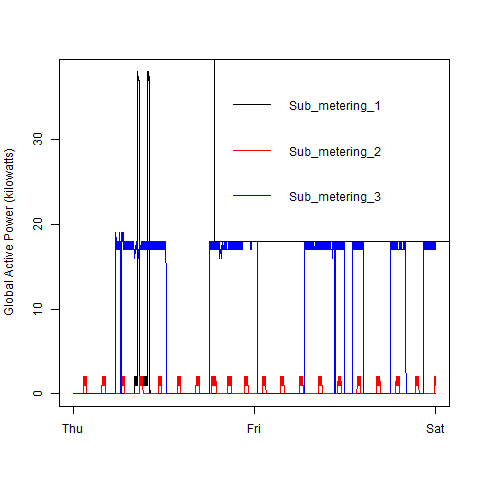 Global Active Power (kilowatts)
30
20
10
0
Sub_metering_1
Sub_metering_2
Sub_metering_3
Thu Fri Sat